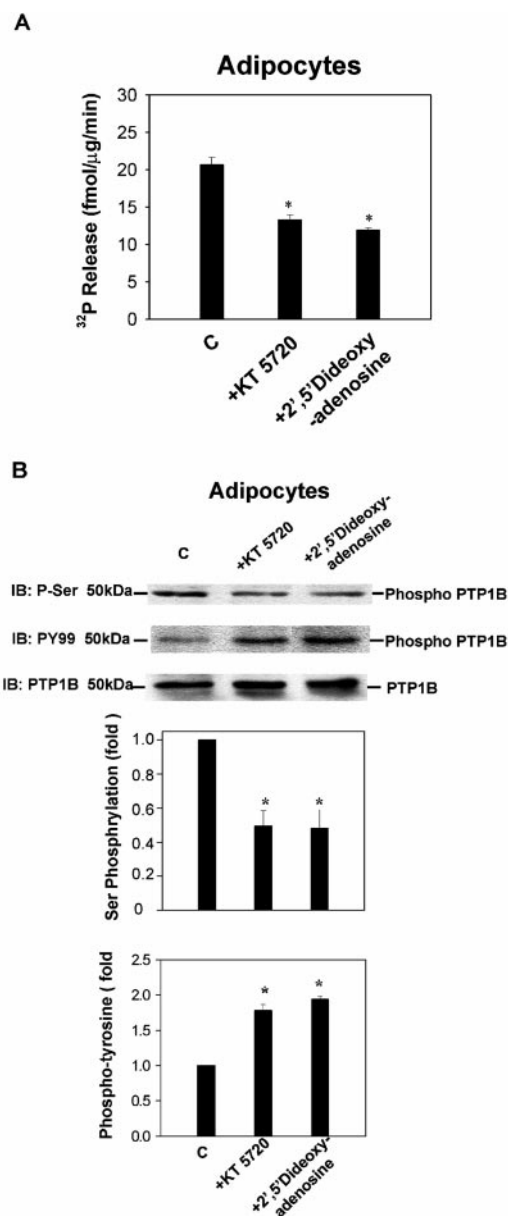 A
Adipocytes
30
25
20
15
10
5
0
³²P Release (fmol/µg/min)
*
*
C
+KT 5720
+2',5'Dideoxy
-adenosine
B
Adipocytes
C
+KT 5720
+2',5'Dideoxy-
adenosine
IB: P-Ser 50kDa
Phospho PTP1B
IB: PY99 50kDa
Phospho PTP1B
IB: PTP1B 50kDa
PTP1B
1.0
0.8
0.6
0.4
0.2
0
Ser Phosphrylation (fold )
*
*
2.5
2.0
1.5
1.0
0.5
0.0
Phospho-tyrosine ( fold
*
*
C
+KT 5720
+2',5'Dideoxy-
adenosine